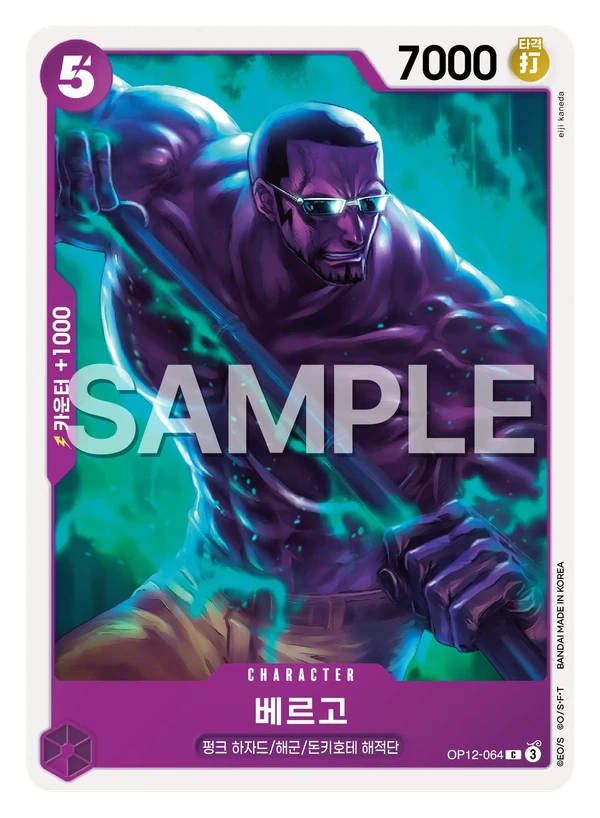 5
7000
타격
打
eiji kaneda
카운터 +1000
SAMPLE
CHARACTER
베르고
펑크 하자드/해군/돈키호테 해적단
OP12-064 C 3
©EO/S ©O/S·F·T BANDAI MADE IN KOREA